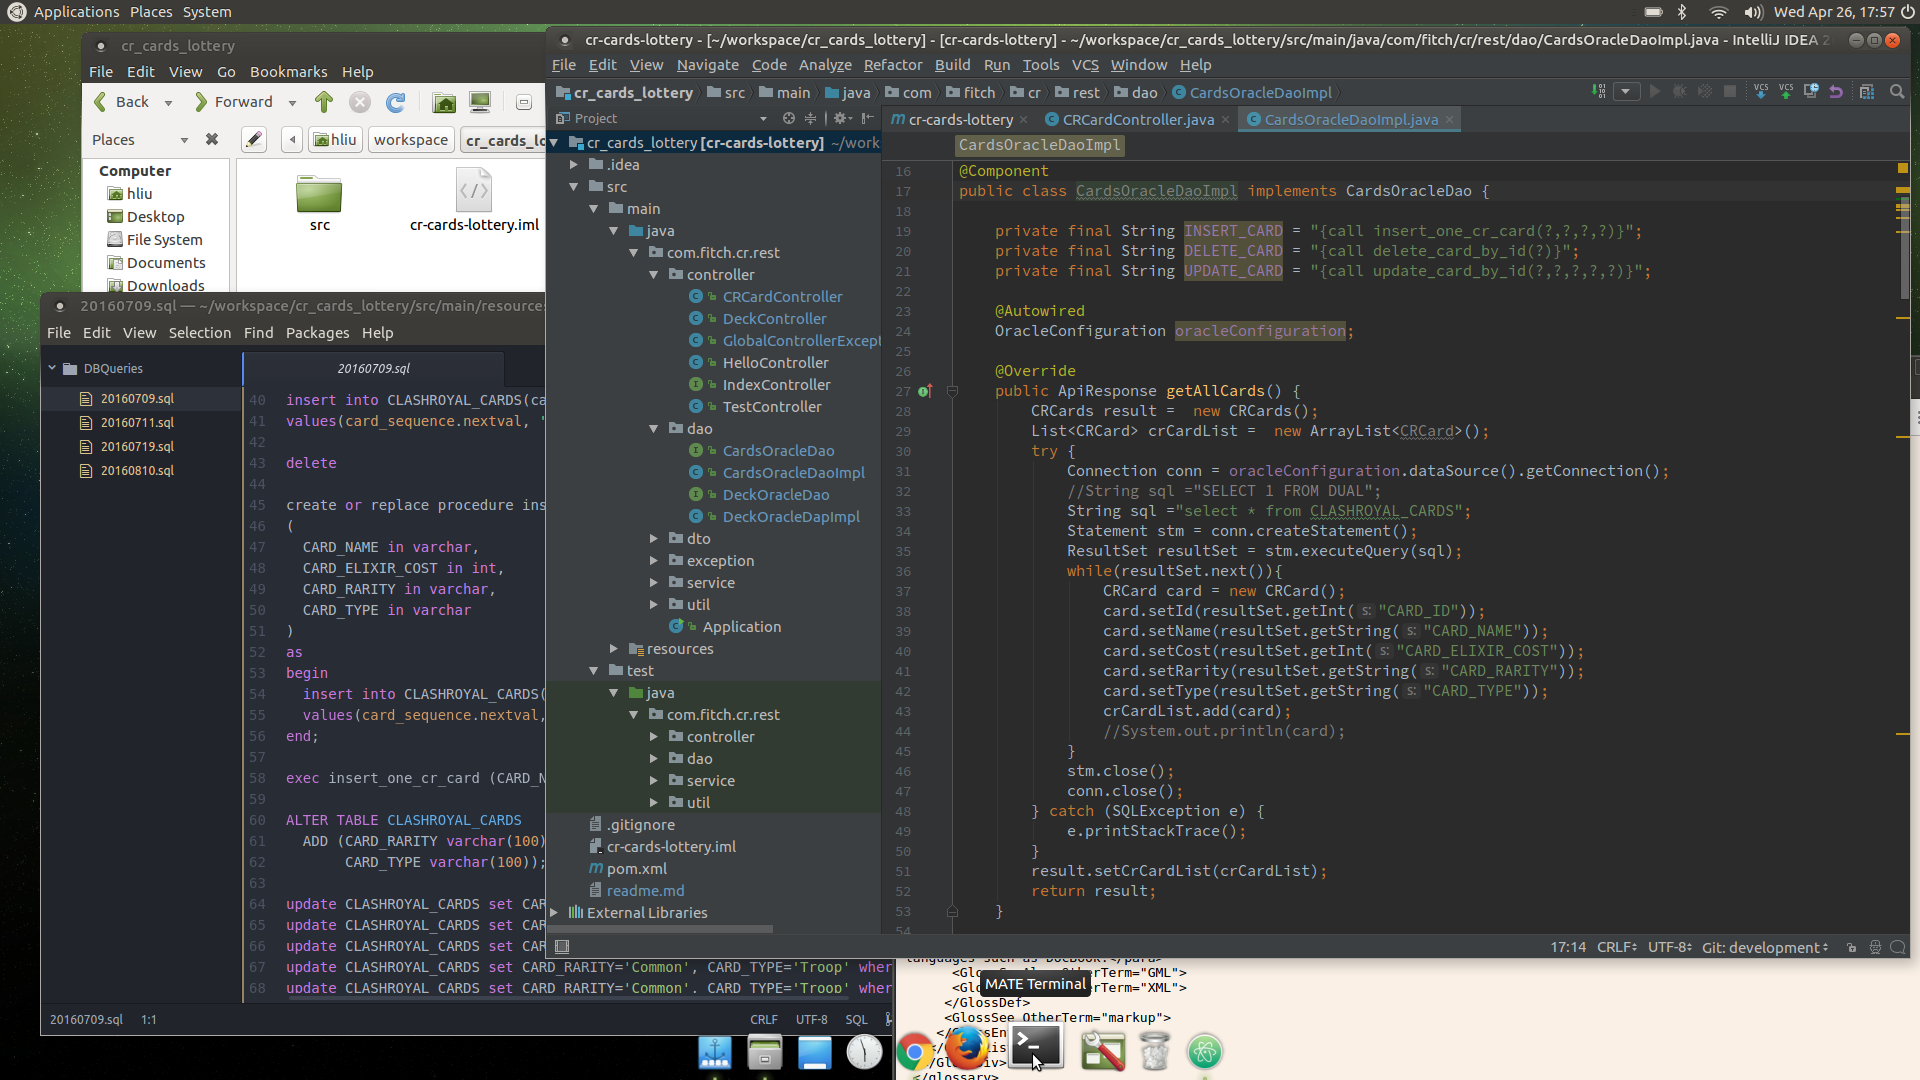 Applications Places System
Wed Apr 26, 17:57
cr_cards_lottery
File Edit View Go Bookmarks Help
Back Forward
Places hliu workspace cr_cards_lo
Computer
hliu
Desktop
File System
Documents
Downloads
src
cr-cards-lottery.iml
20160709.sql — ~/workspace/cr_cards_lottery/src/main/resource
File Edit View Selection Find Packages Help
DBQueries
20160709.sql
20160711.sql
20160719.sql
20160810.sql
20160709.sql
40 insert into CLASHROYAL_CARDS(ca
41 values(card_sequence.nextval, '
42
43 delete
44
45 create or replace procedure ins
46 (
47 CARD_NAME in varchar,
48 CARD_ELIXIR_COST in int,
49 CARD_RARITY in varchar,
50 CARD_TYPE in varchar
51 )
52 as
53 begin
54 insert into CLASHROYAL_CARDS(
55 values(card_sequence.nextval,
56 end;
57
58 exec insert_one_cr_card (CARD_N
59
60 ALTER TABLE CLASHROYAL_CARDS
61 ADD (CARD_RARITY varchar(100)
62 CARD_TYPE varchar(100));
63
64 update CLASHROYAL_CARDS set CAR
65 update CLASHROYAL_CARDS set CAR
66 update CLASHROYAL_CARDS set CAR
67 update CLASHROYAL_CARDS set CARD_RARITY='Common', CARD_TYPE='Troop' wher
68 update CLASHROYAL_CARDS set CARD_RARITY='Common', CARD_TYPE='Troop' wher
20160709.sql 1:1 CRLF UTF-8 SQL
cr-cards-lottery - [~/workspace/cr_cards_lottery] - [cr-cards-lottery] - ~/workspace/cr_cards_lottery/src/main/java/com/fitch/cr/rest/dao/CardsOracleDaoImpl.java - IntelliJ IDEA 2
File Edit View Navigate Code Analyze Refactor Build Run Tools VCS Window Help
cr_cards_lottery src main java com fitch cr rest dao CardsOracleDaoImpl
VCS VCS
Project
cr_cards_lottery [cr-cards-lottery] ~/work
.idea
src
main
java
com.fitch.cr.rest
controller
CRCardController
DeckController
GlobalControllerExcept
HelloController
IndexController
TestController
dao
CardsOracleDao
CardsOracleDaoImpl
DeckOracleDao
DeckOracleDapImpl
dto
exception
service
util
Application
resources
test
java
com.fitch.cr.rest
controller
dao
service
util
.gitignore
cr-cards-lottery.iml
pom.xml
readme.md
External Libraries
cr-cards-lottery CRCardController.java CardsOracleDaoImpl.java
CardsOracleDaoImpl
16 @Component
17 public class CardsOracleDaoImpl implements CardsOracleDao {
18
19 private final String INSERT_CARD = "{call insert_one_cr_card(?,?,?,?)}";
20 private final String DELETE_CARD = "{call delete_card_by_id(?)}";
21 private final String UPDATE_CARD = "{call update_card_by_id(?,?,?,?,?)}";
22
23 @Autowired
24 OracleConfiguration oracleConfiguration;
25
26 @Override
27 public ApiResponse getAllCards() {
28 CRCards result = new CRCards();
29 List<CRCard> crCardList = new ArrayList<CRCard>();
30 try {
31 Connection conn = oracleConfiguration.dataSource().getConnection();
32 //String sql ="SELECT 1 FROM DUAL";
33 String sql ="select * from CLASHROYAL_CARDS";
34 Statement stm = conn.createStatement();
35 ResultSet resultSet = stm.executeQuery(sql);
36 while(resultSet.next()){
37 CRCard card = new CRCard();
38 card.setId(resultSet.getInt( s: "CARD_ID"));
39 card.setName(resultSet.getString( s: "CARD_NAME"));
40 card.setCost(resultSet.getInt( s: "CARD_ELIXIR_COST"));
41 card.setRarity(resultSet.getString( s: "CARD_RARITY"));
42 card.setType(resultSet.getString( s: "CARD_TYPE"));
43 crCardList.add(card);
44 //System.out.println(card);
45 }
46 stm.close();
47 conn.close();
48 } catch (SQLException e) {
49 e.printStackTrace();
50 }
51 result.setCrCardList(crCardList);
52 return result;
53 }
54
17:14 CRLF UTF-8 Git: development
languages such as DocBook.</para>
<Glo OtherTerm="GML">
<Glo OtherTerm="XML">
</GlossDef>
<GlossSee OtherTerm="markup">
</glossary>
MATE Terminal